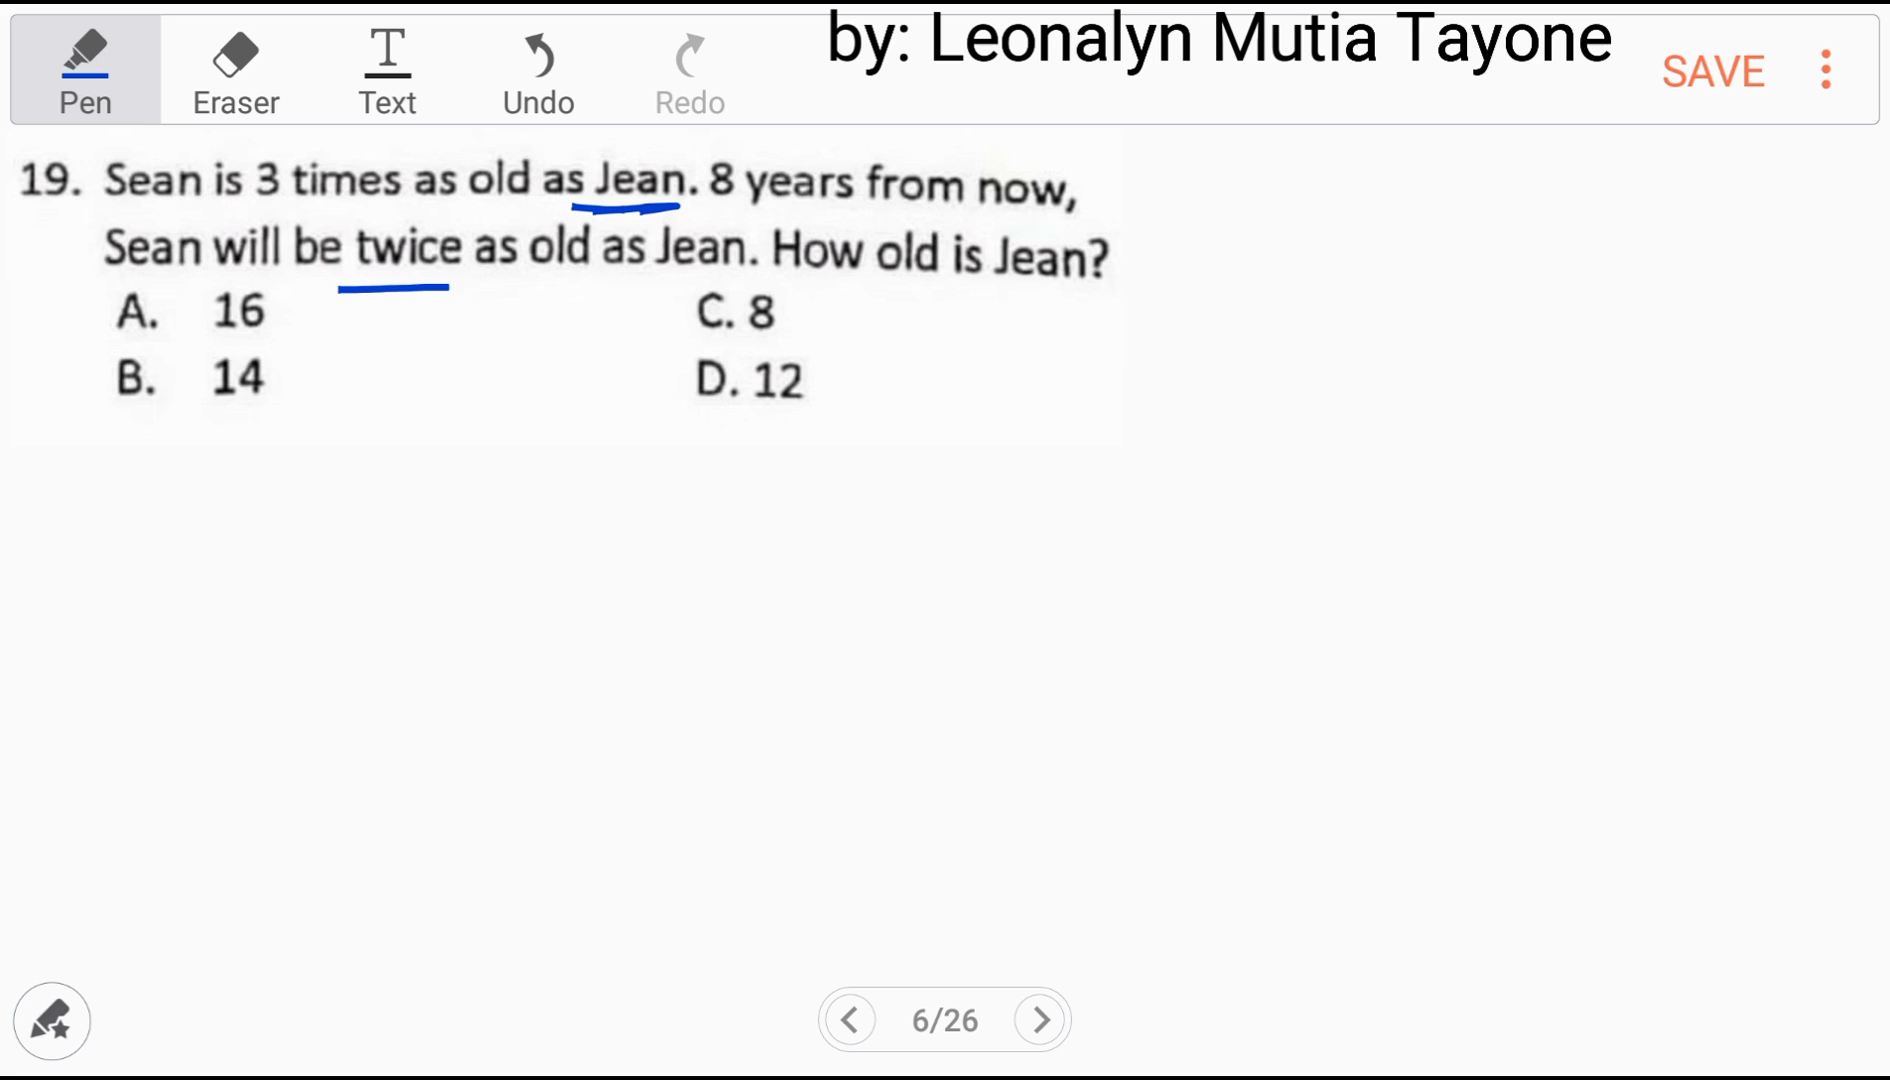 by: Leonalyn Mutia Tayone
Pen Eraser Text Undo Redo SAVE
19. Sean is 3 times as old as Jean. 8 years from now,
Sean will be twice as old as Jean. How old is Jean?
A. 16 C. 8
B. 14 D. 12
6/26